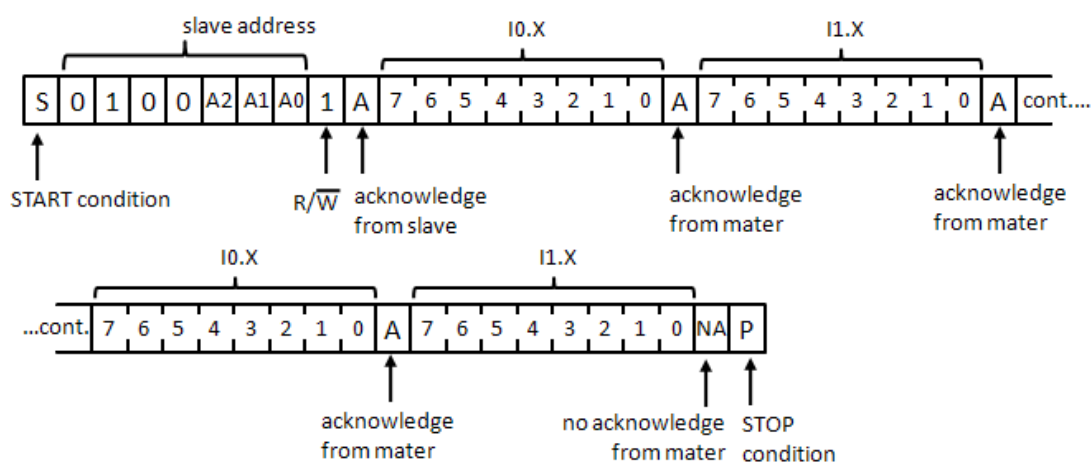 slave address I0.X I1.X
S 0 1 0 0 A2 A1 A0 1 A 7 6 5 4 3 2 1 0 A 7 6 5 4 3 2 1 0 A cont....
START condition R/W̅ acknowledge acknowledge acknowledge
from slave from mater from mater
I0.X I1.X
...cont. 7 6 5 4 3 2 1 0 A 7 6 5 4 3 2 1 0 NA P
acknowledge no acknowledge STOP
from mater from mater condition